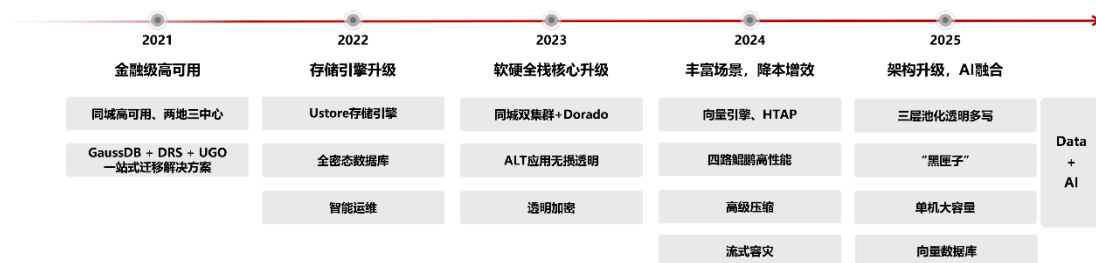 2021
金融级高可用
同城高可用、两地三中心
GaussDB + DRS + UGO
一站式迁移解决方案
2022
存储引擎升级
Ustore存储引擎
全密态数据库
智能运维
2023
软硬全栈核心升级
同城双集群+Dorado
ALT应用无损透明
透明加密
2024
丰富场景，降本增效
向量引擎、HTAP
四路鲲鹏高性能
高级压缩
流式容灾
2025
架构升级，AI融合
三层池化透明多写
“黑匣子”
单机大容量
向量数据库
Data
+
AI